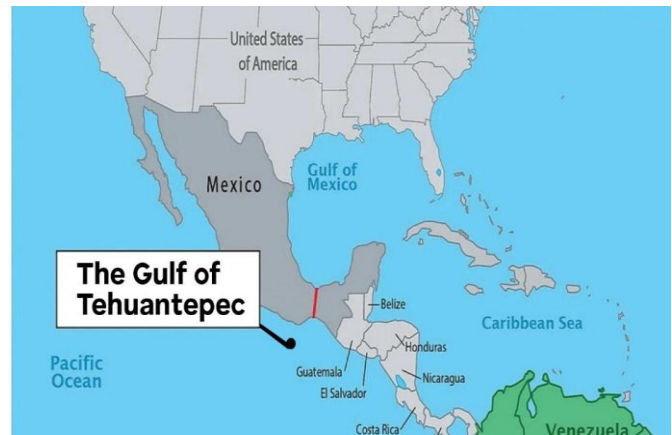 United States
of America
Gulf of
Mexico
Mexico
The Gulf of
Tehuantepec
Belize
Caribbean Sea
Honduras
Pacific
Ocean
Guatemala
El Salvador
Nicaragua
Costa Rica
Venezuela